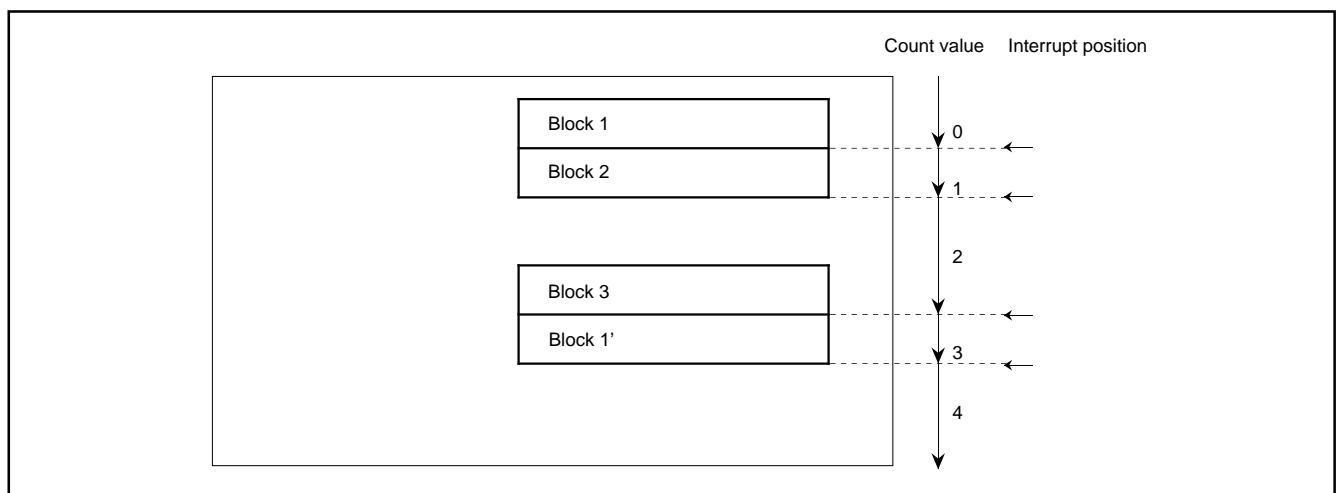 Count value Interrupt position
Block 1
0
Block 2
1
2
Block 3
Block 1’
3
4